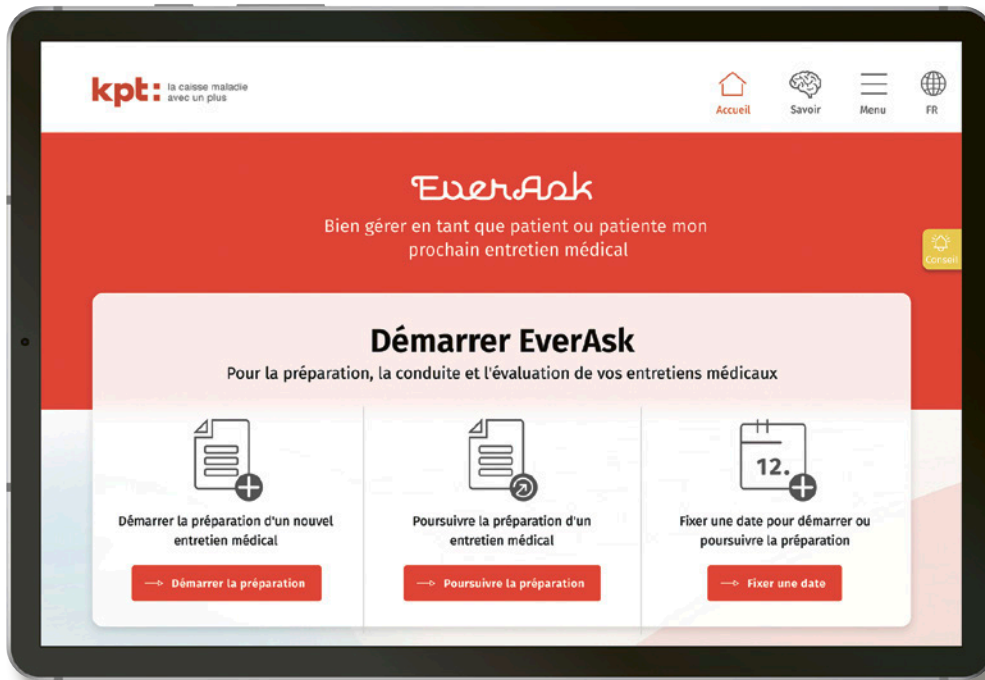 kpt:
la caisse maladie
avec un plus
Accueil
Savoir
Menu
FR
EverAsk
Bien gérer en tant que patient ou patiente mon
prochain entretien médical
Conseil
Démarrer EverAsk
Pour la préparation, la conduite et l'évaluation de vos entretiens médicaux
12.
Démarrer la préparation d'un nouvel
entretien médical
Poursuivre la préparation d'un
entretien médical
Fixer une date pour démarrer ou
poursuivre la préparation
Démarrer la préparation
Poursuivre la préparation
Fixer une date